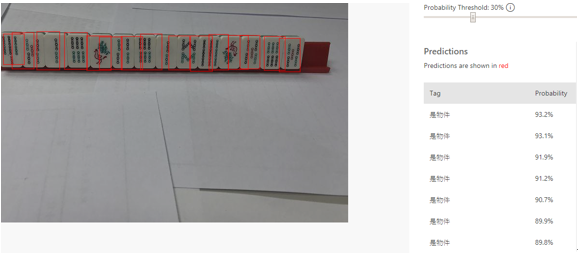 Probability Threshold: 30%
Predictions
Predictions are shown in red
Tag Probability
是物件 93.2%
是物件 93.1%
是物件 91.9%
是物件 91.2%
是物件 90.7%
是物件 89.9%
是物件 89.8%